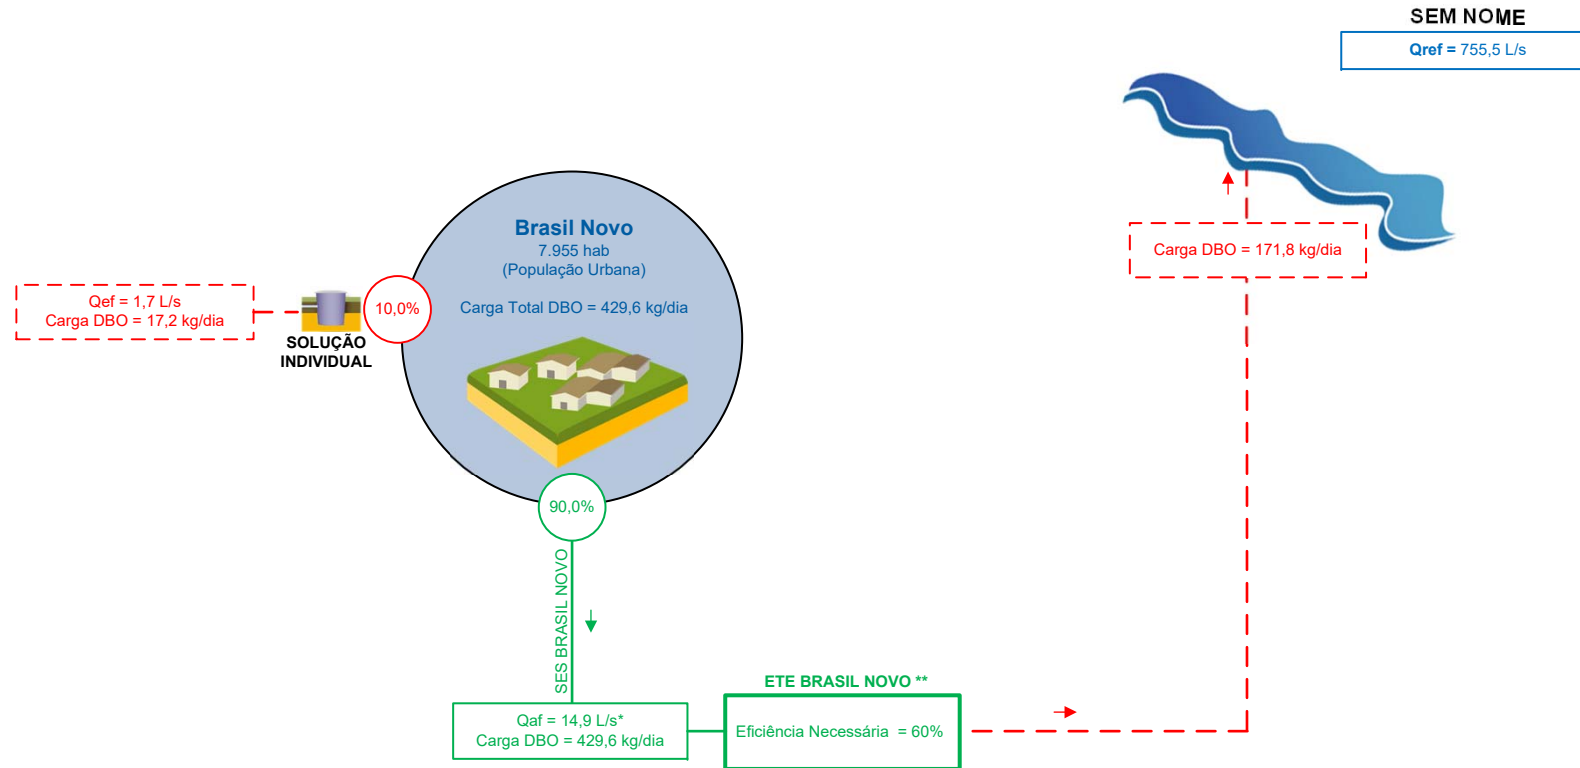 SEM NOME
Qref = 755,5 L/s
Carga DBO = 171,8 kg/dia
Brasil Novo
7.955 hab
(População Urbana)
Carga Total DBO = 429,6 kg/dia
Qef = 1,7 L/s
Carga DBO = 17,2 kg/dia
10,0%
SOLUÇÃO
INDIVIDUAL
90,0%
SES BRASIL NOVO
Qaf = 14,9 L/s*
Carga DBO = 429,6 kg/dia
ETE BRASIL NOVO **
Eficiência Necessária = 60%